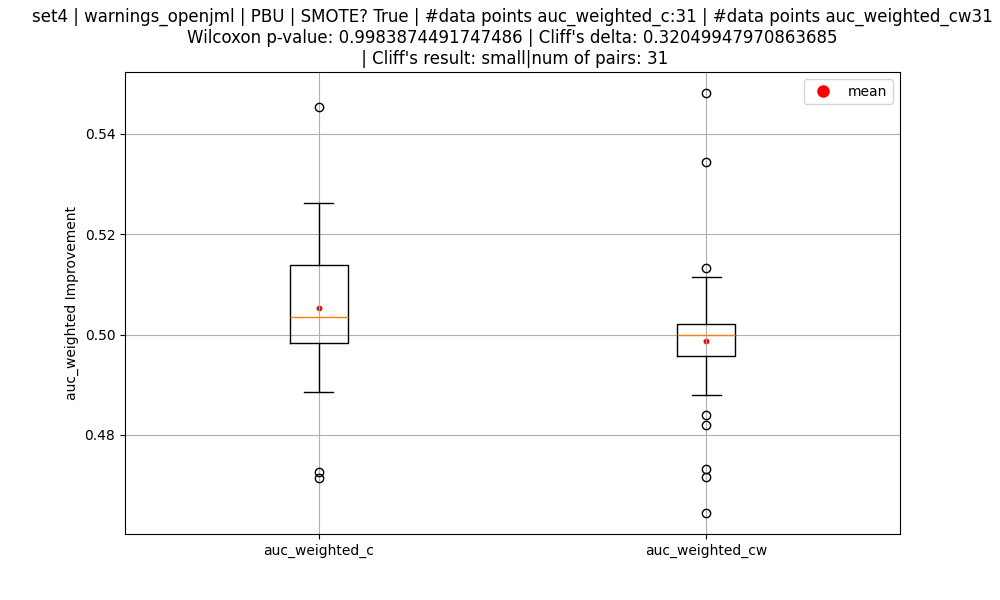 set4 | warnings_openjml | PBU | SMOTE? True | #data points auc_weighted_c:31 | #data points auc_weighted_cw31
Wilcoxon p-value: 0.9983874491747486 | Cliff's delta: 0.32049947970863685
| Cliff's result: small|num of pairs: 31
mean
0.54
0.52
0.50
0.48
auc_weighted Improvement
auc_weighted_c
auc_weighted_cw